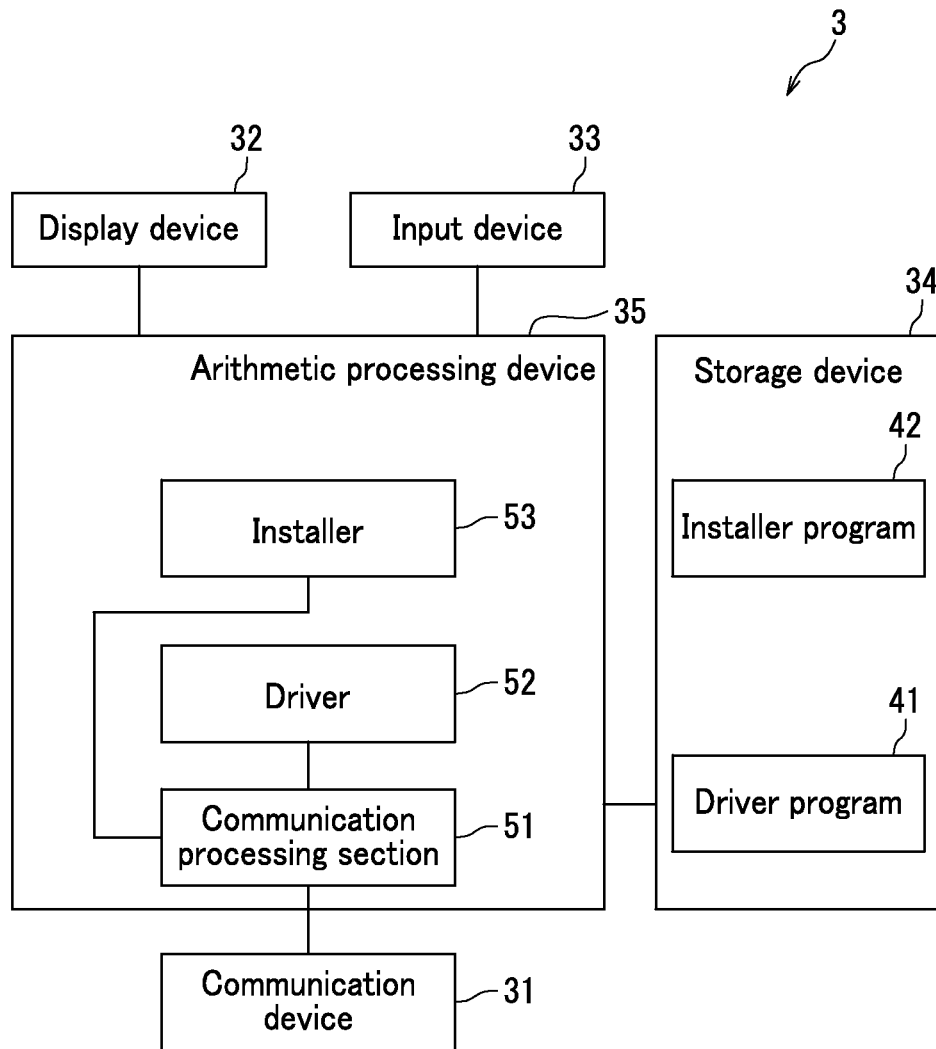 3
32
33
Display device
Input device
35
34
Arithmetic processing device
Storage device
42
Installer
53
Installer program
Driver
52
41
Communication
processing section
51
Driver program
Communication
device
31